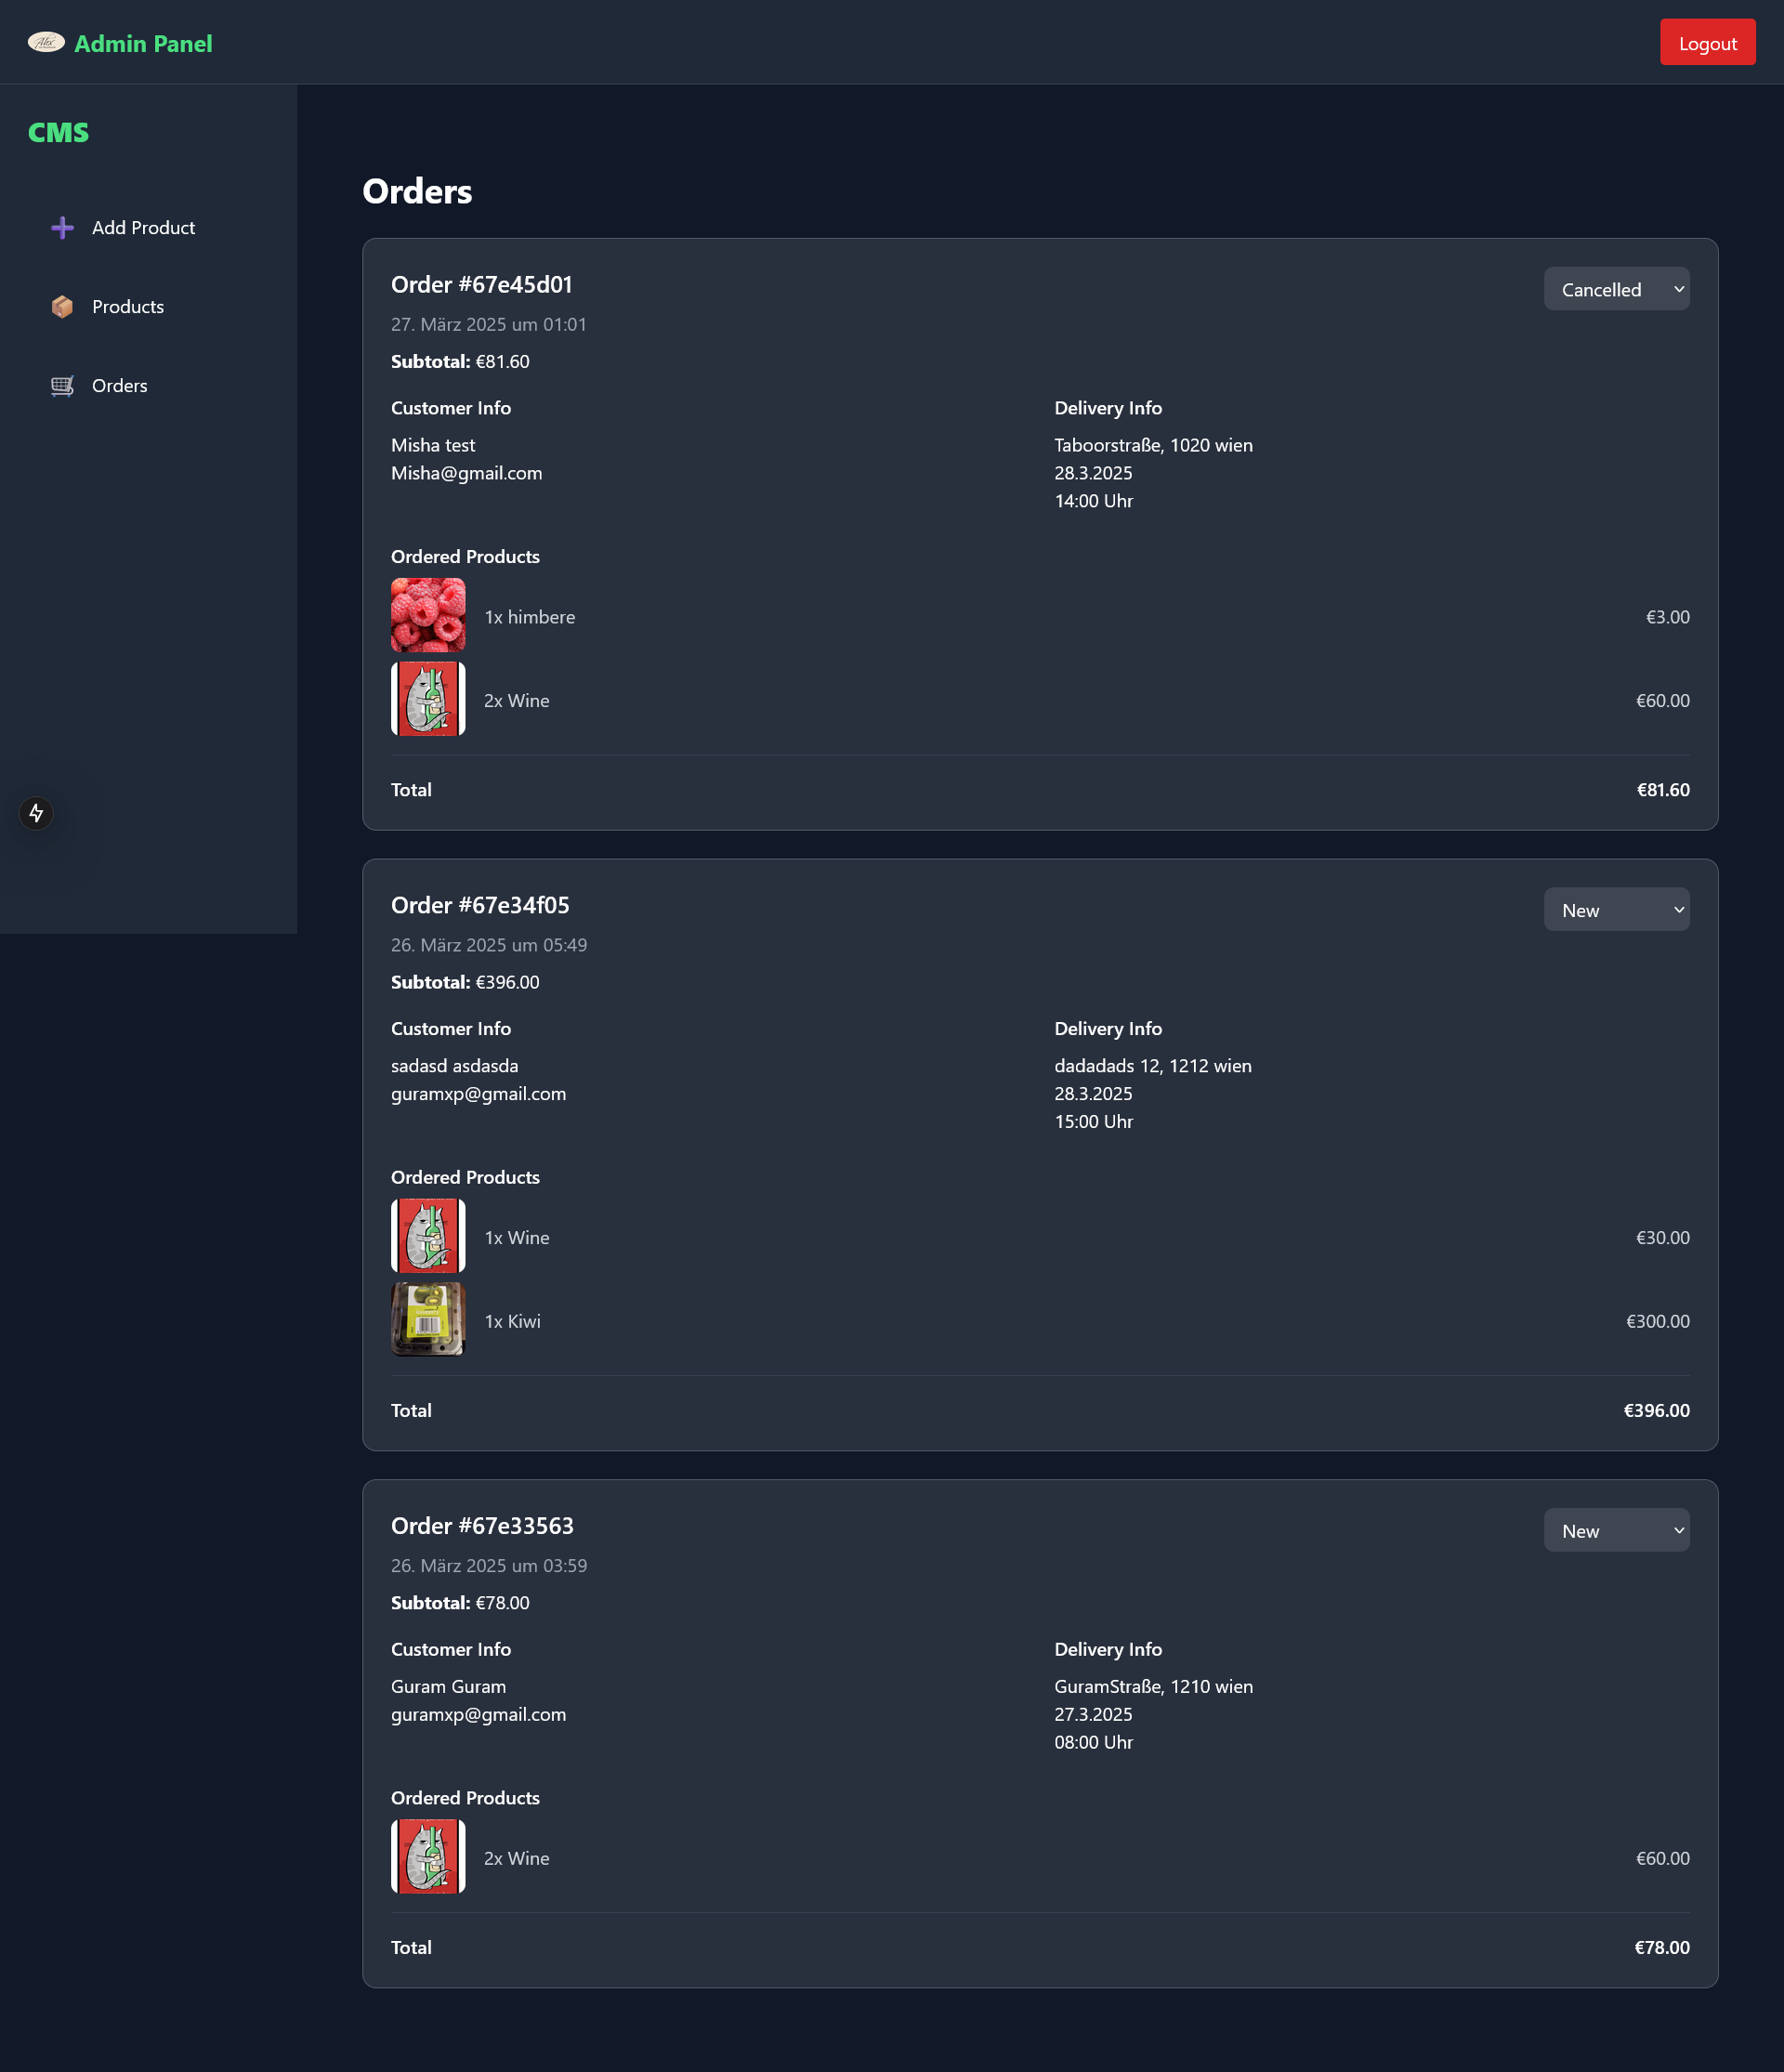 Alex
Admin Panel
Logout
CMS
Add Product
Products
Orders
Orders
Order #67e45d01
Cancelled
27. März 2025 um 01:01
Subtotal: €81.60
Customer Info
Delivery Info
Misha test
Taboorstraße, 1020 wien
Misha@gmail.com
28.3.2025
14:00 Uhr
Ordered Products
1x himbere
€3.00
2x Wine
€60.00
Total
€81.60
Order #67e34f05
New
26. März 2025 um 05:49
Subtotal: €396.00
Customer Info
Delivery Info
sadasd asdasda
dadadads 12, 1212 wien
guramxp@gmail.com
28.3.2025
15:00 Uhr
Ordered Products
1x Wine
€30.00
1x Kiwi
€300.00
Total
€396.00
Order #67e33563
New
26. März 2025 um 03:59
Subtotal: €78.00
Customer Info
Delivery Info
Guram Guram
GuramStraße, 1210 wien
guramxp@gmail.com
27.3.2025
08:00 Uhr
Ordered Products
2x Wine
€60.00
Total
€78.00